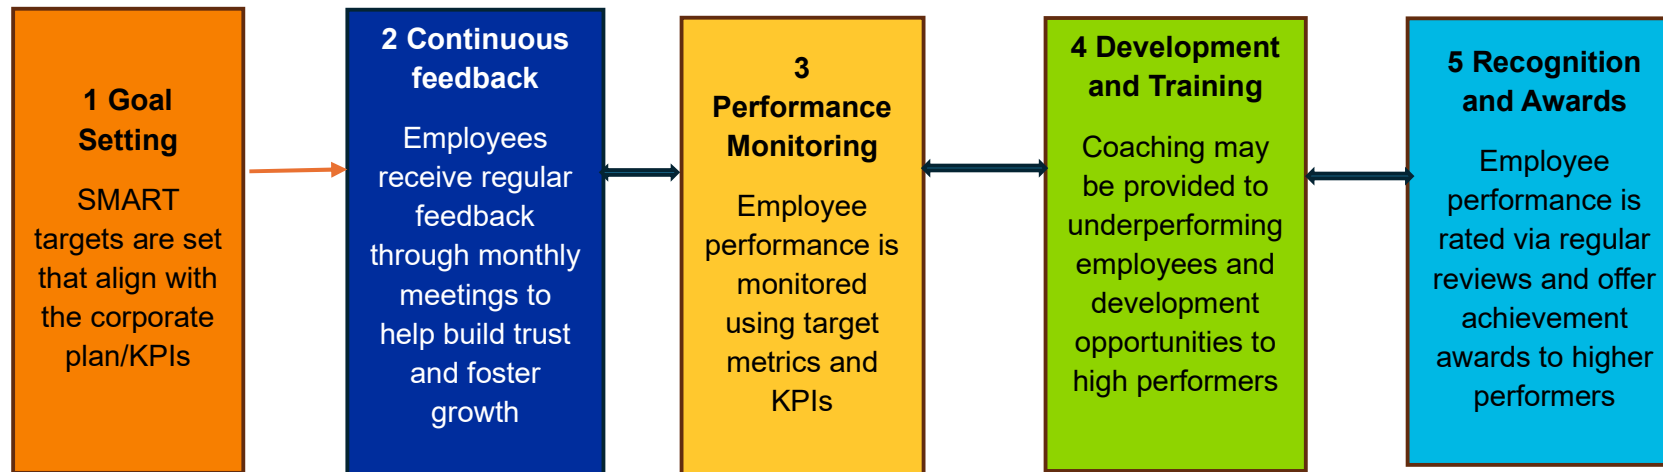 1 Goal
Setting
SMART
targets are set
that align with
the corporate
plan/KPIs
2 Continuous
feedback
Employees
receive regular
feedback
through monthly
meetings to
help build trust
and foster
growth
3
Performance
Monitoring
Employee
performance is
monitored
using target
metrics and
KPIs
4 Development
and Training
Coaching may
be provided to
underperforming
employees and
development
opportunities to
high performers
5 Recognition
and Awards
Employee
performance is
rated via regular
reviews and offer
achievement
awards to higher
performers